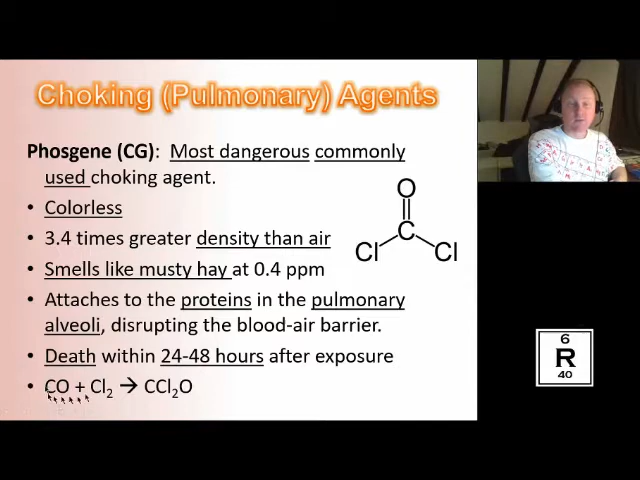 Choking (Pulmonary) Agents
Phosgene (CG): Most dangerous commonly
used choking agent.
• Colorless
• 3.4 times greater density than air
• Smells like musty hay at 0.4 ppm
• Attaches to the proteins in the pulmonary
alveoli, disrupting the blood-air barrier.
• Death within 24-48 hours after exposure
• CO + Cl₂ → CCl₂O
O
C
Cl Cl
6
R
40